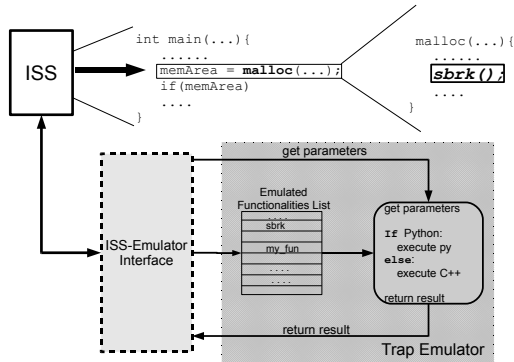 ISS
int main(...){
......
memArea = malloc(...);
if(memArea)
....
}
malloc(...){
......
sbrk();
....
}
get parameters
ISS-Emulator
Interface
Emulated
Functionalities List
....
sbrk
my_fun
....
....
get parameters
If Python:
execute py
else:
execute C++
return result
return result
Trap Emulator